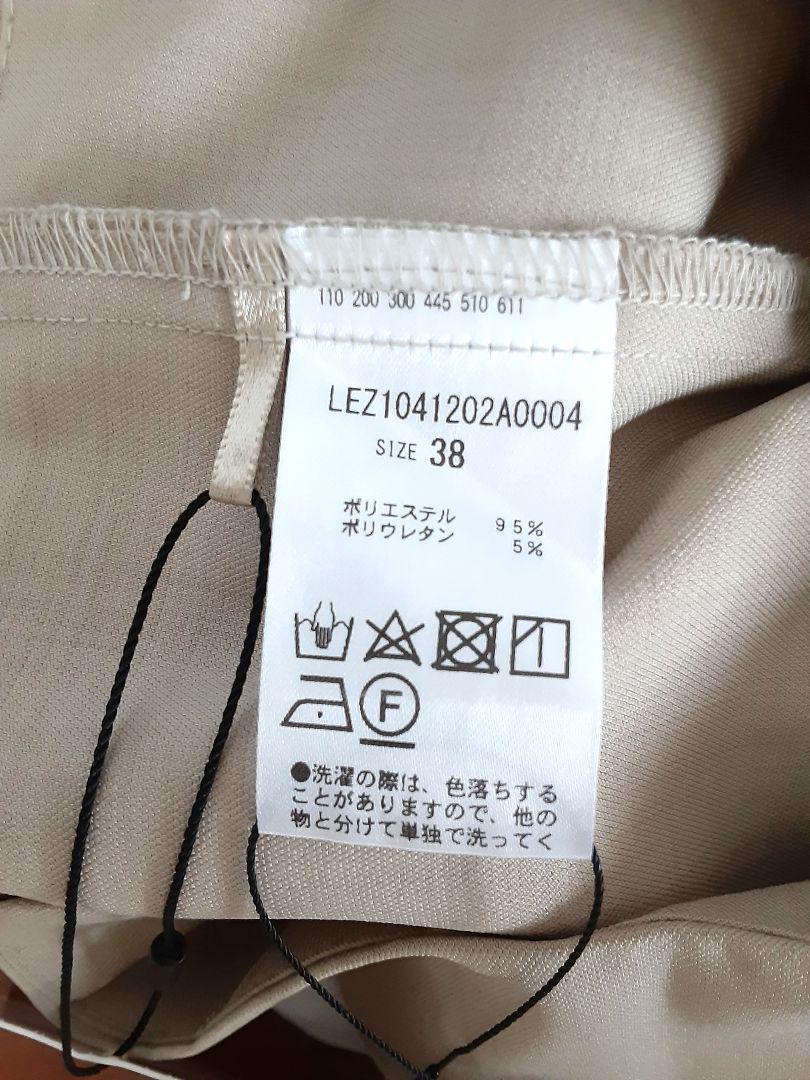 110 200 300 445 510 611
LEZ1041202A0004
SIZE 38
ポリエステル 95%
ポリウレタン 5%
F
●洗濯の際は、色落ちする
ことがありますので、他の
物と分けて単独で洗ってく